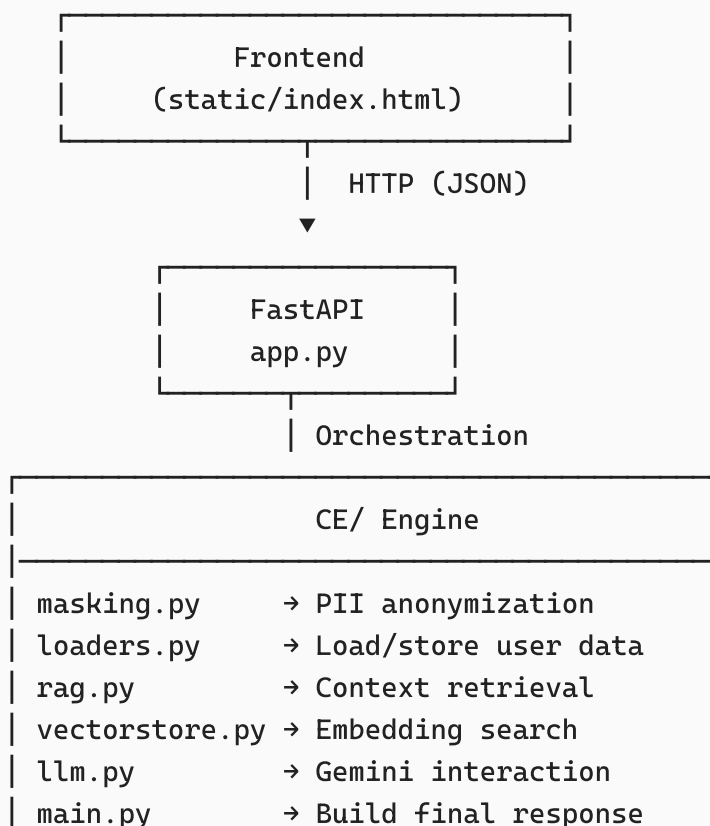 Frontend
(static/index.html)
HTTP (JSON)
▼
FastAPI
app.py
Orchestration
CE/ Engine
masking.py → PII anonymization
loaders.py → Load/store user data
rag.py → Context retrieval
vectorstore.py → Embedding search
llm.py → Gemini interaction
main.py → Build final response